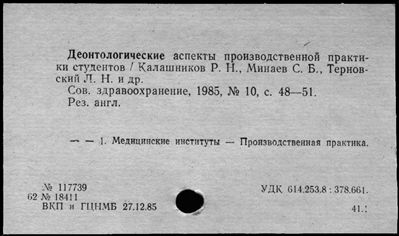 Деонтологические аспекты производственной практи-
ки студентов / Калашников Р. Н., Минаев С. Б., Тернов-
ский Л. Н. и др.
Сов. здравоохранение, 1985, № 10, с. 48—51.
Рез. англ.
— — 1. Медицинские институты — Производственная практика.
№ 117739
62 № 18411
ВКП и ГЦНМБ 27.12.85
УДК 614.253.8 : 378.661.
41.